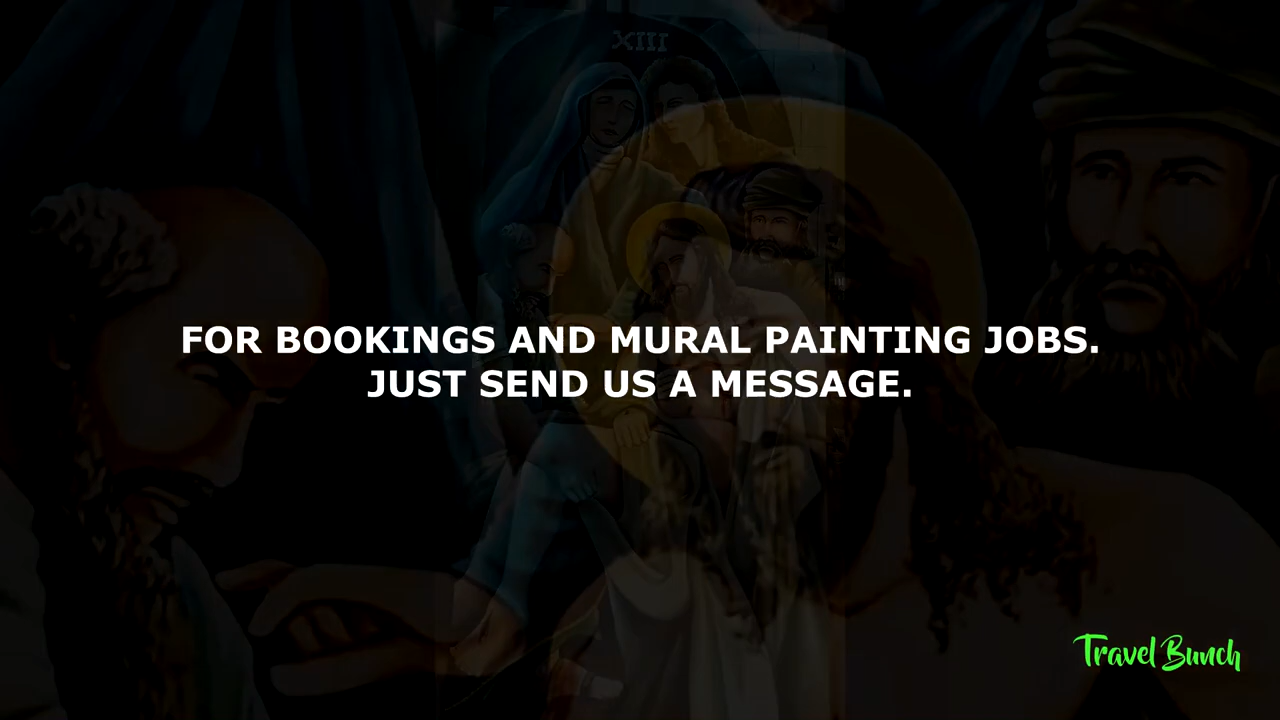 XIII
FOR BOOKINGS AND MURAL PAINTING JOBS.
JUST SEND US A MESSAGE.
Travel Bunch